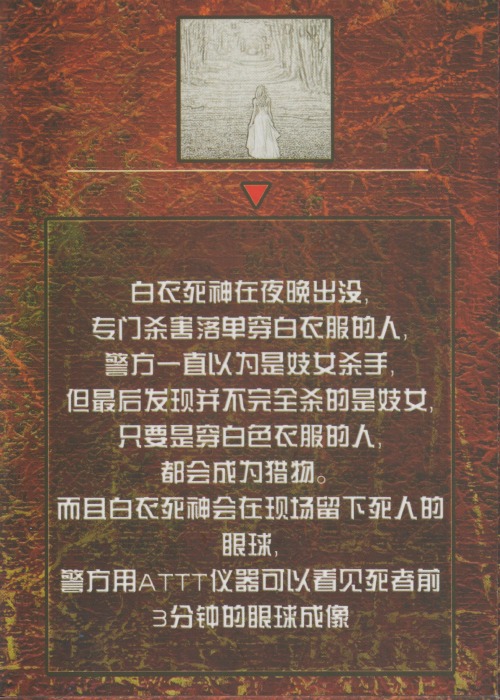 白衣死神在夜晚出没,
专门杀害落单穿白衣服的人,
警方一直以为是妓女杀手,
但最后发现并不完全杀的是妓女,
只要是穿白色衣服的人,
都会成为猎物。
而且白衣死神会在现场留下死人的
眼球,
警方用ATTT仪器可以看见死者前
3分钟的眼球成像